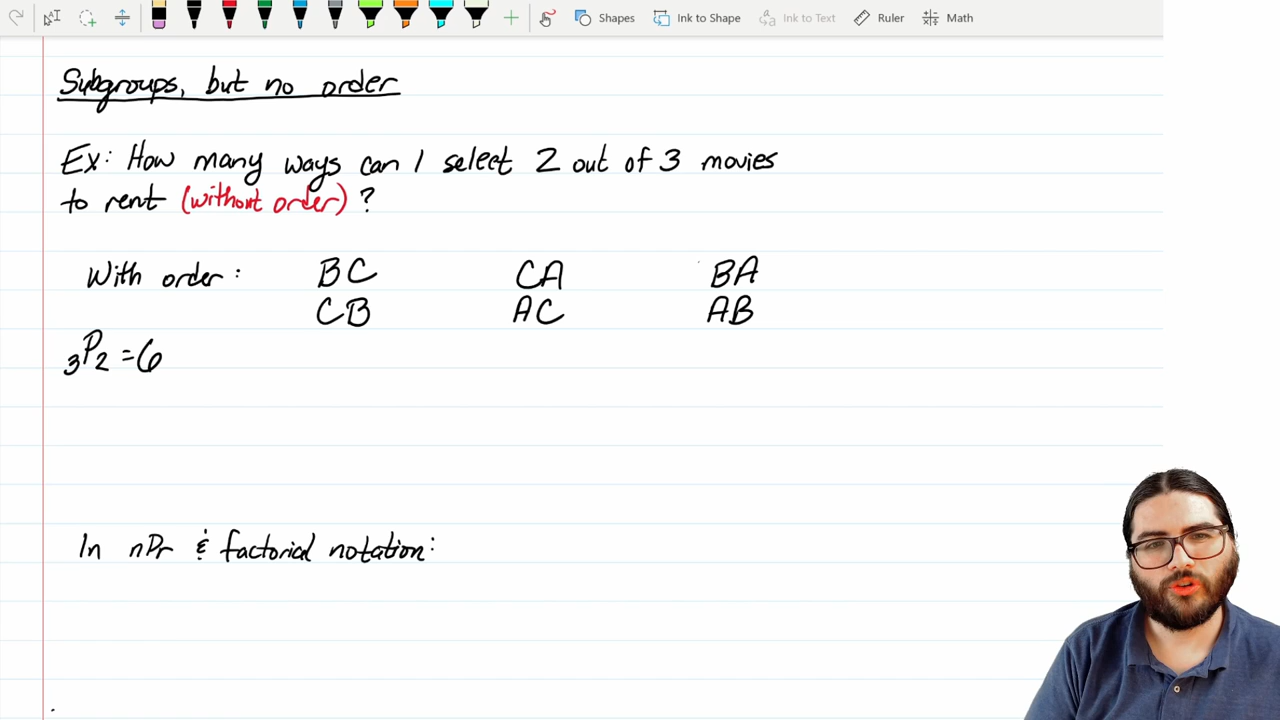 Shapes Ink to Shape Ink to Text Ruler Math
Subgroups, but no order
Ex: How many ways can I select 2 out of 3 movies
to rent (without order)?
With order: BC CA BA
CB AC AB
₃P₂ = 6
In nPr & factorial notation: